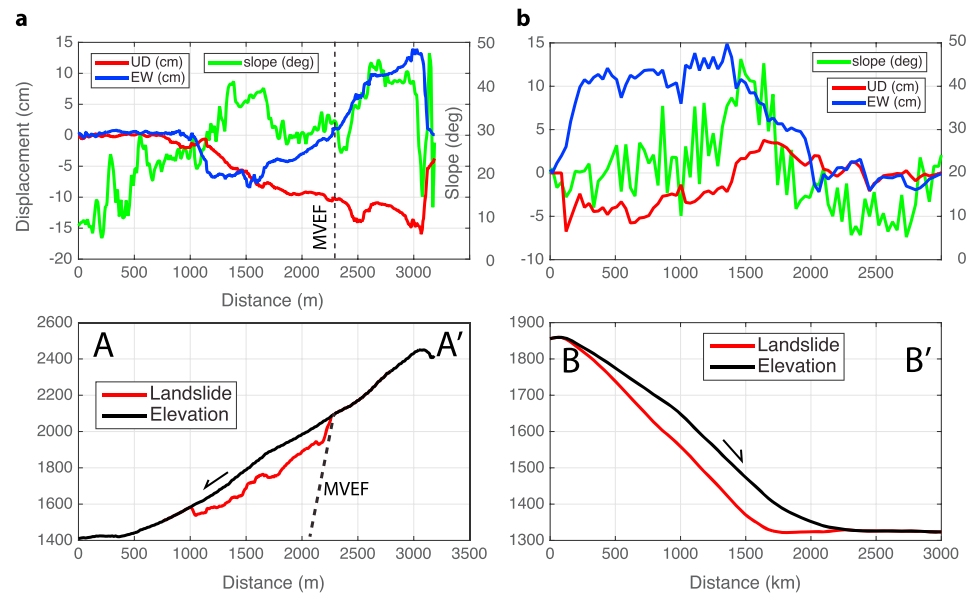 a
UD (cm)
EW (cm)
slope (deg)
15
10
5
0
-5
-10
-15
-20
50
40
30
20
10
0
Displacement (cm)
Slope (deg)
MVEF
0
500
1000
1500
2000
2500
3000
3500
Distance (m)
b
slope (deg)
UD (cm)
EW (cm)
15
10
5
0
-5
-10
50
40
30
20
10
0
0
500
1000
1500
2000
2500
Distance (m)
A
A′
Landslide
Elevation
MVEF
2600
2400
2200
2000
1800
1600
1400
0
500
1000
1500
2000
2500
3000
3500
Distance (m)
B
B′
Landslide
Elevation
1900
1800
1700
1600
1500
1400
1300
0
500
1000
1500
2000
2500
3000
Distance (km)